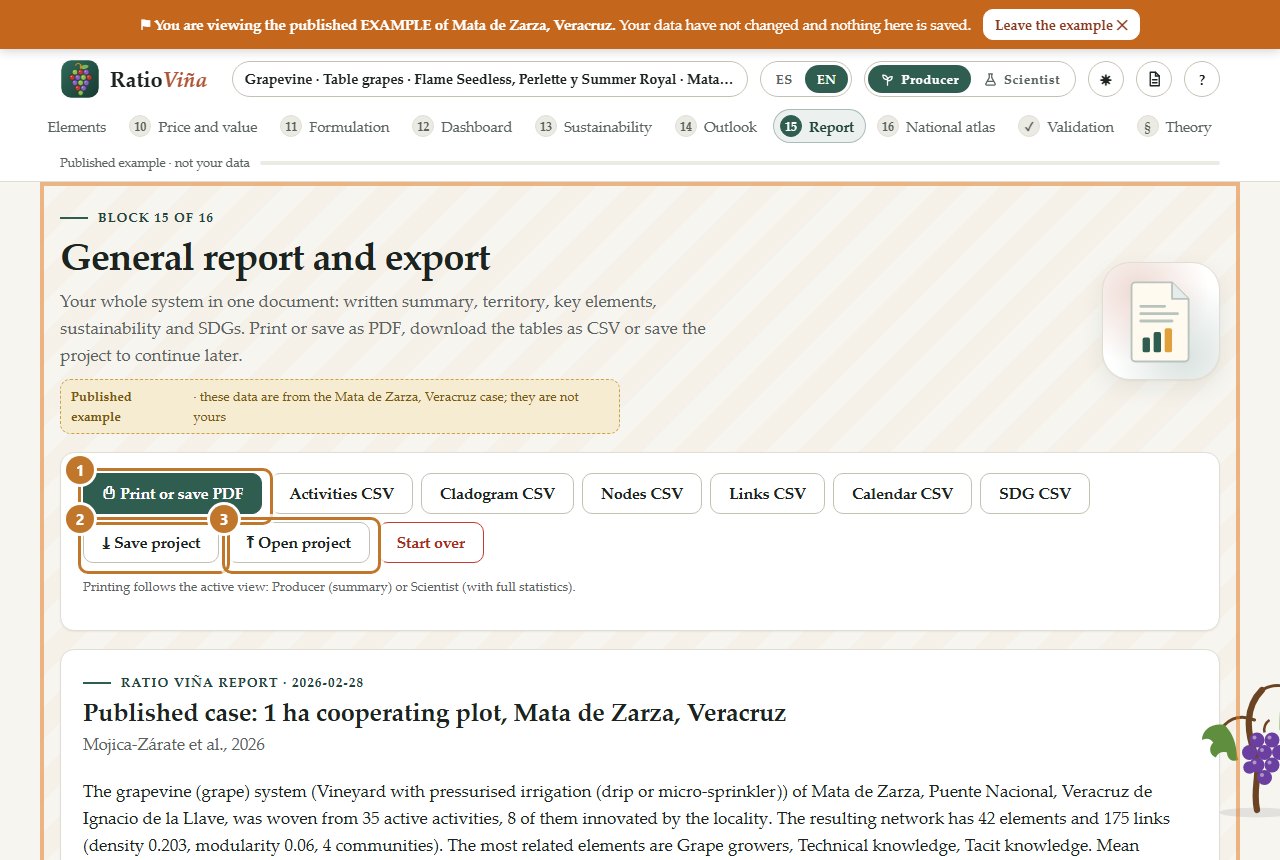 ⚑ You are viewing the published EXAMPLE of Mata de Zarza, Veracruz. Your data have not changed and nothing here is saved. Leave the example ✕
RatioViña
Grapevine · Table grapes · Flame Seedless, Perlette y Summer Royal · Mata…
ES EN
Producer Scientist
?
Elements 10 Price and value 11 Formulation 12 Dashboard 13 Sustainability 14 Outlook 15 Report 16 National atlas ✓ Validation § Theory
Published example · not your data
BLOCK 15 OF 16
General report and export
Your whole system in one document: written summary, territory, key elements,
sustainability and SDGs. Print or save as PDF, download the tables as CSV or save the
project to continue later.
Published example · these data are from the Mata de Zarza, Veracruz case; they are not yours
1
⎙ Print or save PDF Activities CSV Cladogram CSV Nodes CSV Links CSV Calendar CSV SDG CSV
2 3
⤓ Save project ⤒ Open project Start over
Printing follows the active view: Producer (summary) or Scientist (with full statistics).
RATIO VIÑA REPORT · 2026-02-28
Published case: 1 ha cooperating plot, Mata de Zarza, Veracruz
Mojica-Zárate et al., 2026
The grapevine (grape) system (Vineyard with pressurised irrigation (drip or micro-sprinkler)) of Mata de Zarza, Puente Nacional, Veracruz de
Ignacio de la Llave, was woven from 35 active activities, 8 of them innovated by the locality. The resulting network has 42 elements and 175 links
(density 0.203, modularity 0.06, 4 communities). The most related elements are Grape growers, Technical knowledge, Tacit knowledge. Mean